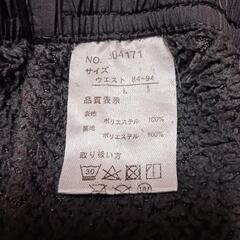 NO. 304171
サイズ
ウエスト 84-94
L
品質表示
表地 ポリエステル 100%
裏地 ポリエステル 100%
取り扱い方
30